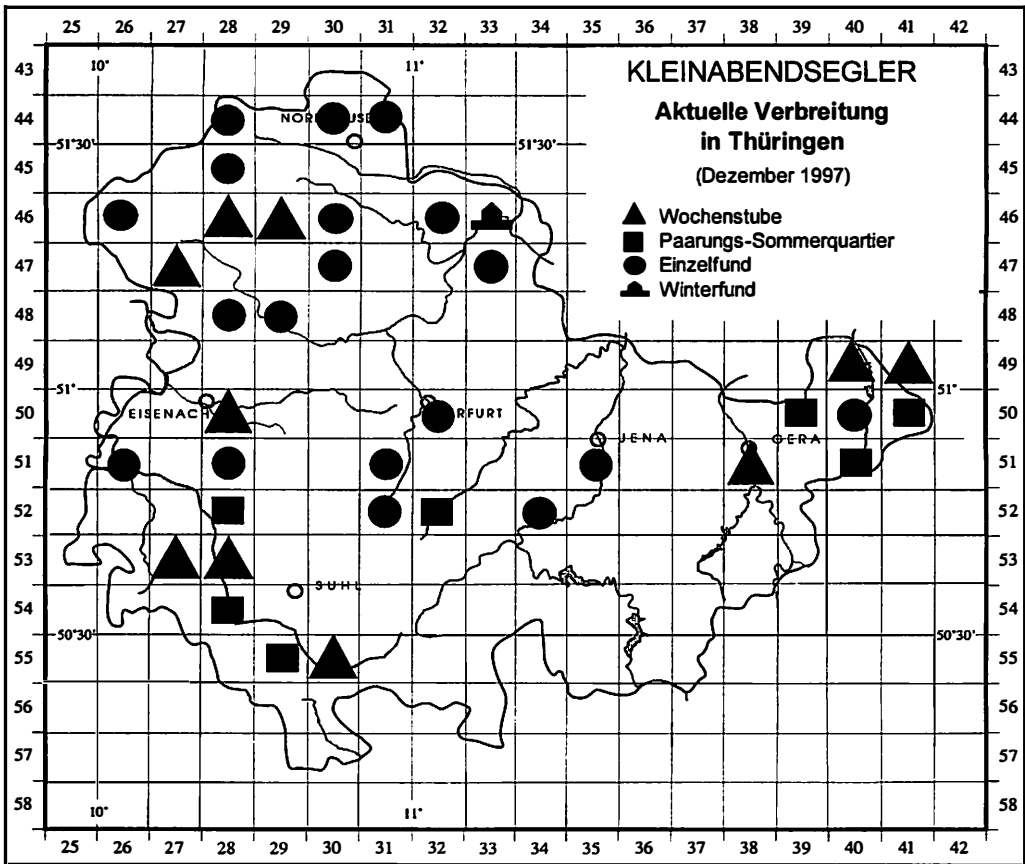 25 26 27 28 29 30 31 32 33 34 35 36 37 38 39 40 41 42
43 10° 11° KLEINABENDSEGLER 43
44 Aktuelle Verbreitung 44
51°30' 51°30' in Thüringen
45 (Dezember 1997) 45
46 Wochenstube 46
Paarungs-Sommerquartier
47 Einzelfund 47
Winterfund
48 48
49 49
51° 51°
50 EISENACH RFURT 50
JENA GERA
51 51
52 52
53 53
SUHL
54 54
50°30' 50°30'
55 55
56 56
57 57
58 10° 11° 58
25 26 27 28 29 30 31 32 33 34 35 36 37 38 39 40 41 42